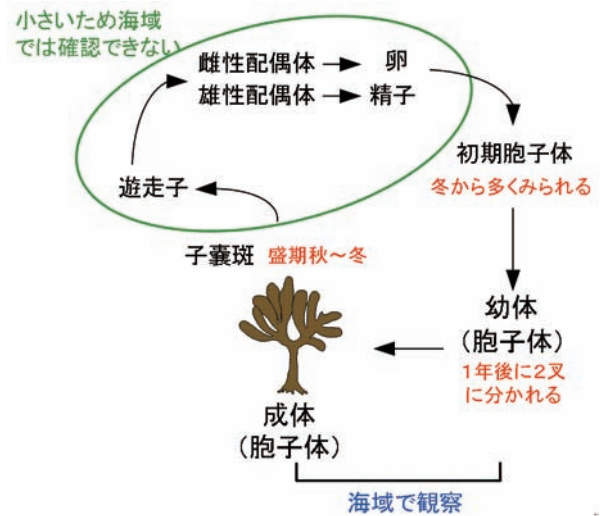 小さいため海域
では確認できない
雌性配偶体 → 卵
雄性配偶体 → 精子
遊走子
初期胞子体
冬から多くみられる
子嚢斑 盛期秋～冬
幼体
(胞子体)
1年後に2叉
に分かれる
成体
(胞子体)
海域で観察